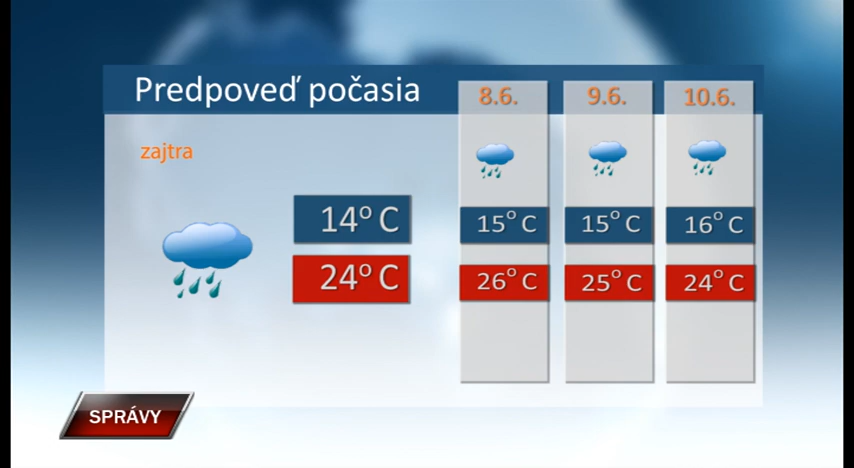 Predpoveď počasia
zajtra
14° C
24° C
8.6.
15° C
26° C
9.6.
15° C
25° C
10.6.
16° C
24° C
SPRÁVY